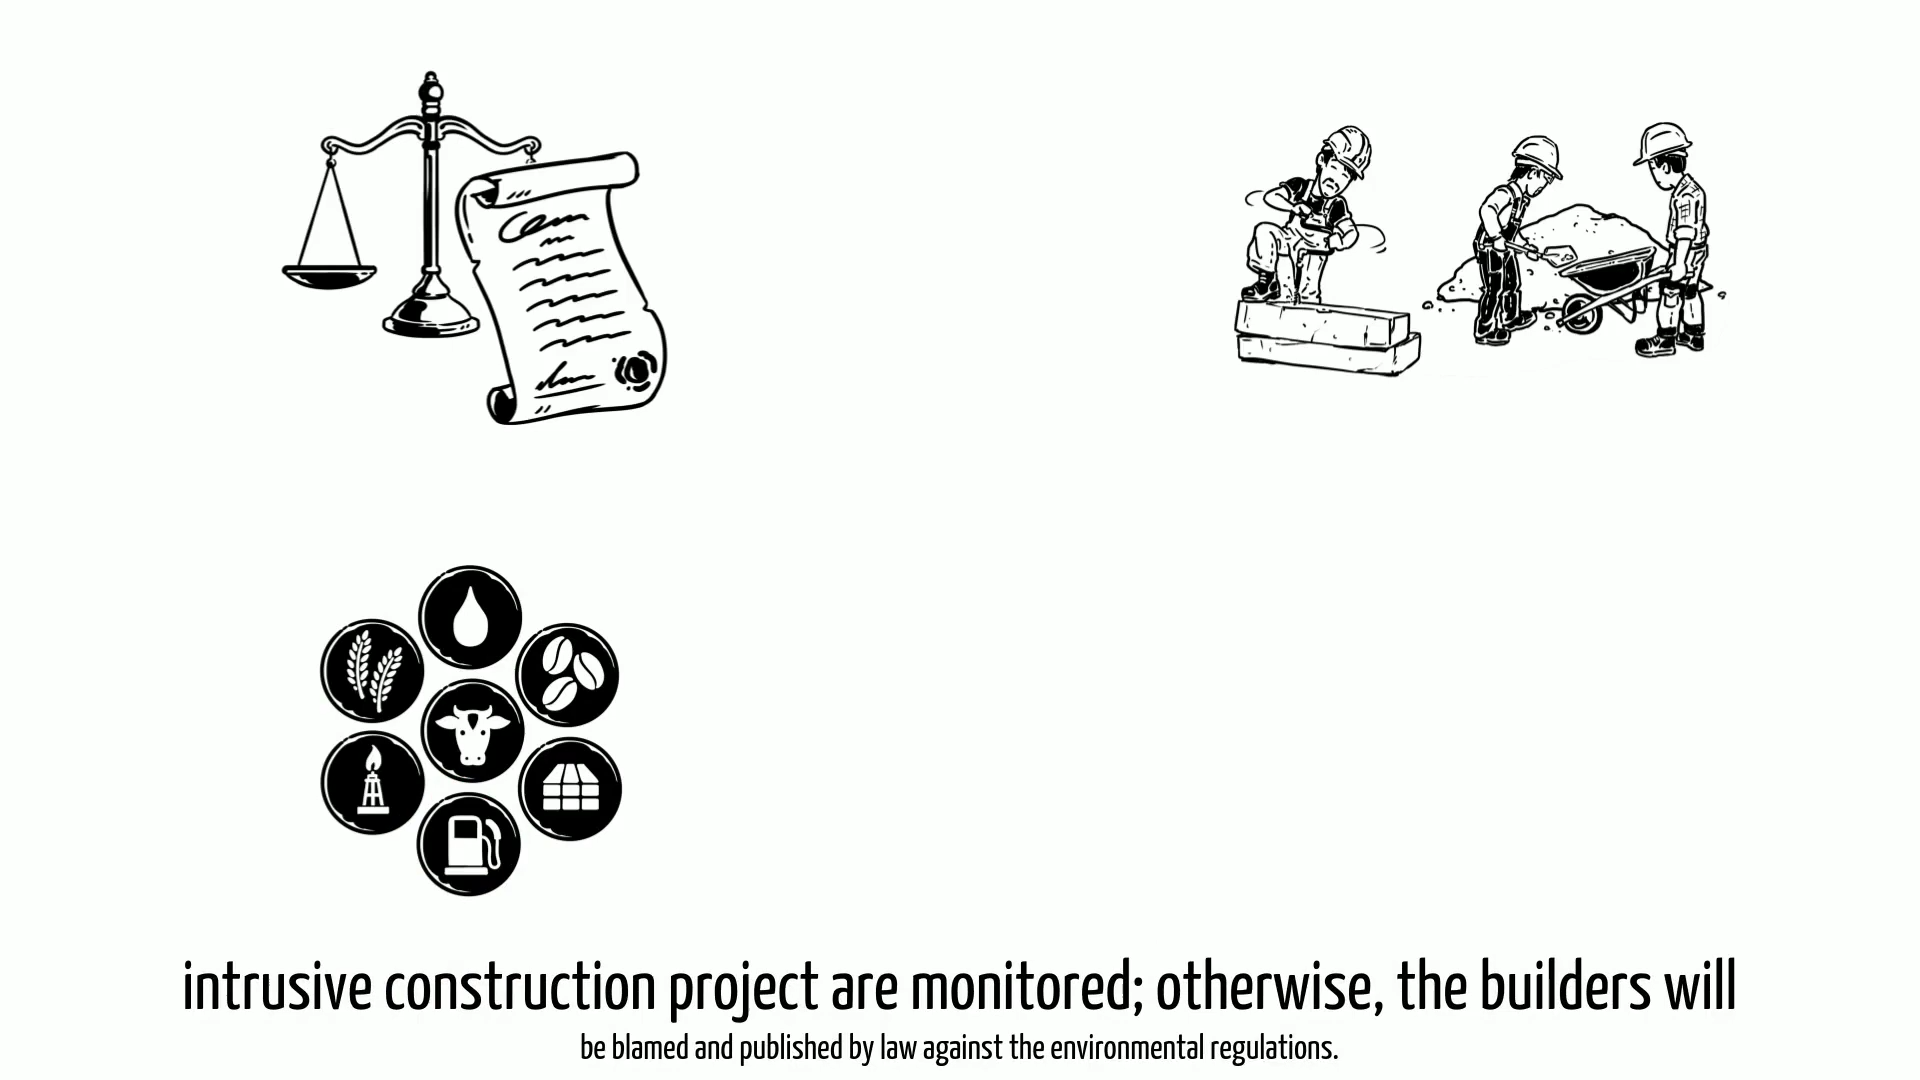 intrusive construction project are monitored; otherwise, the builders will
be blamed and published by law against the environmental regulations.